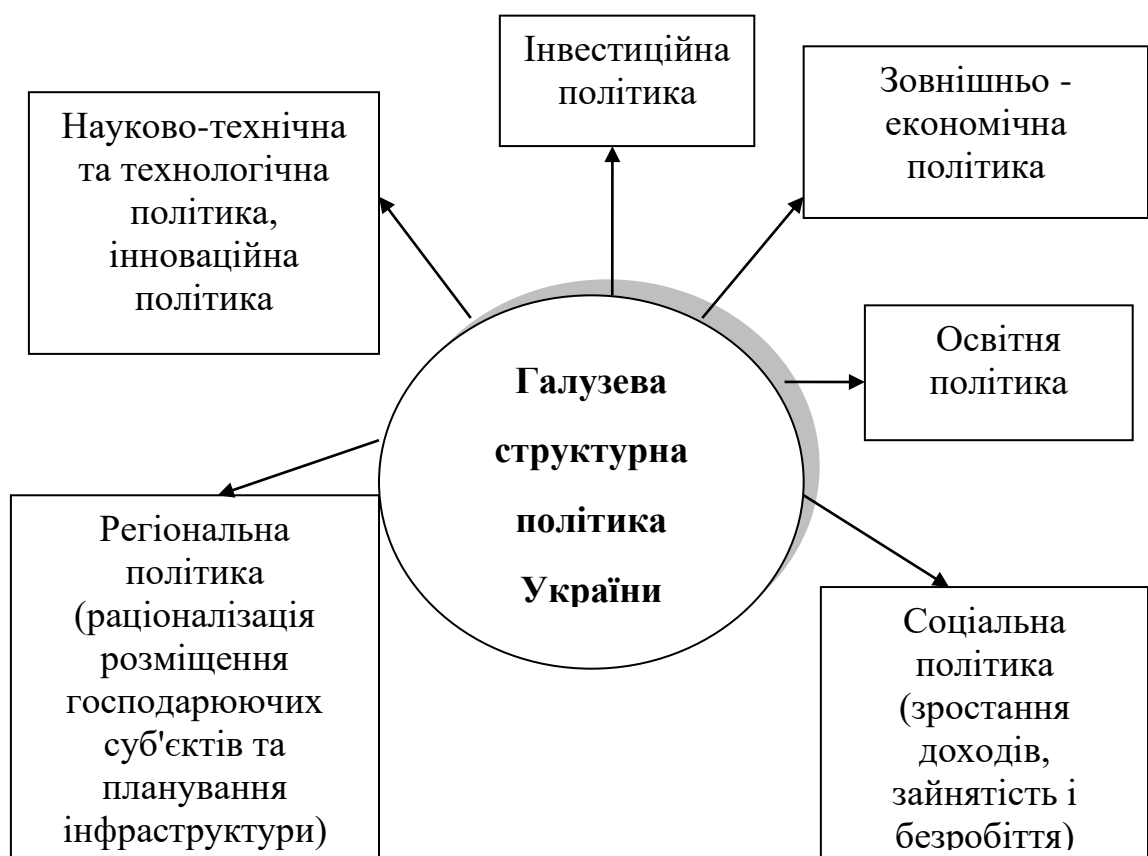 Інвестиційна
політика
Зовнішньо -
економічна
політика
Науково-технічна
та технологічна
політика,
інноваційна
політика
Освітня
політика
Галузева
структурна
політика
України
Регіональна
політика
(раціоналізація
розміщення
господарюючих
суб'єктів та
планування
інфраструктури)
Соціальна
політика
(зростання
доходів,
зайнятість і
безробіття)